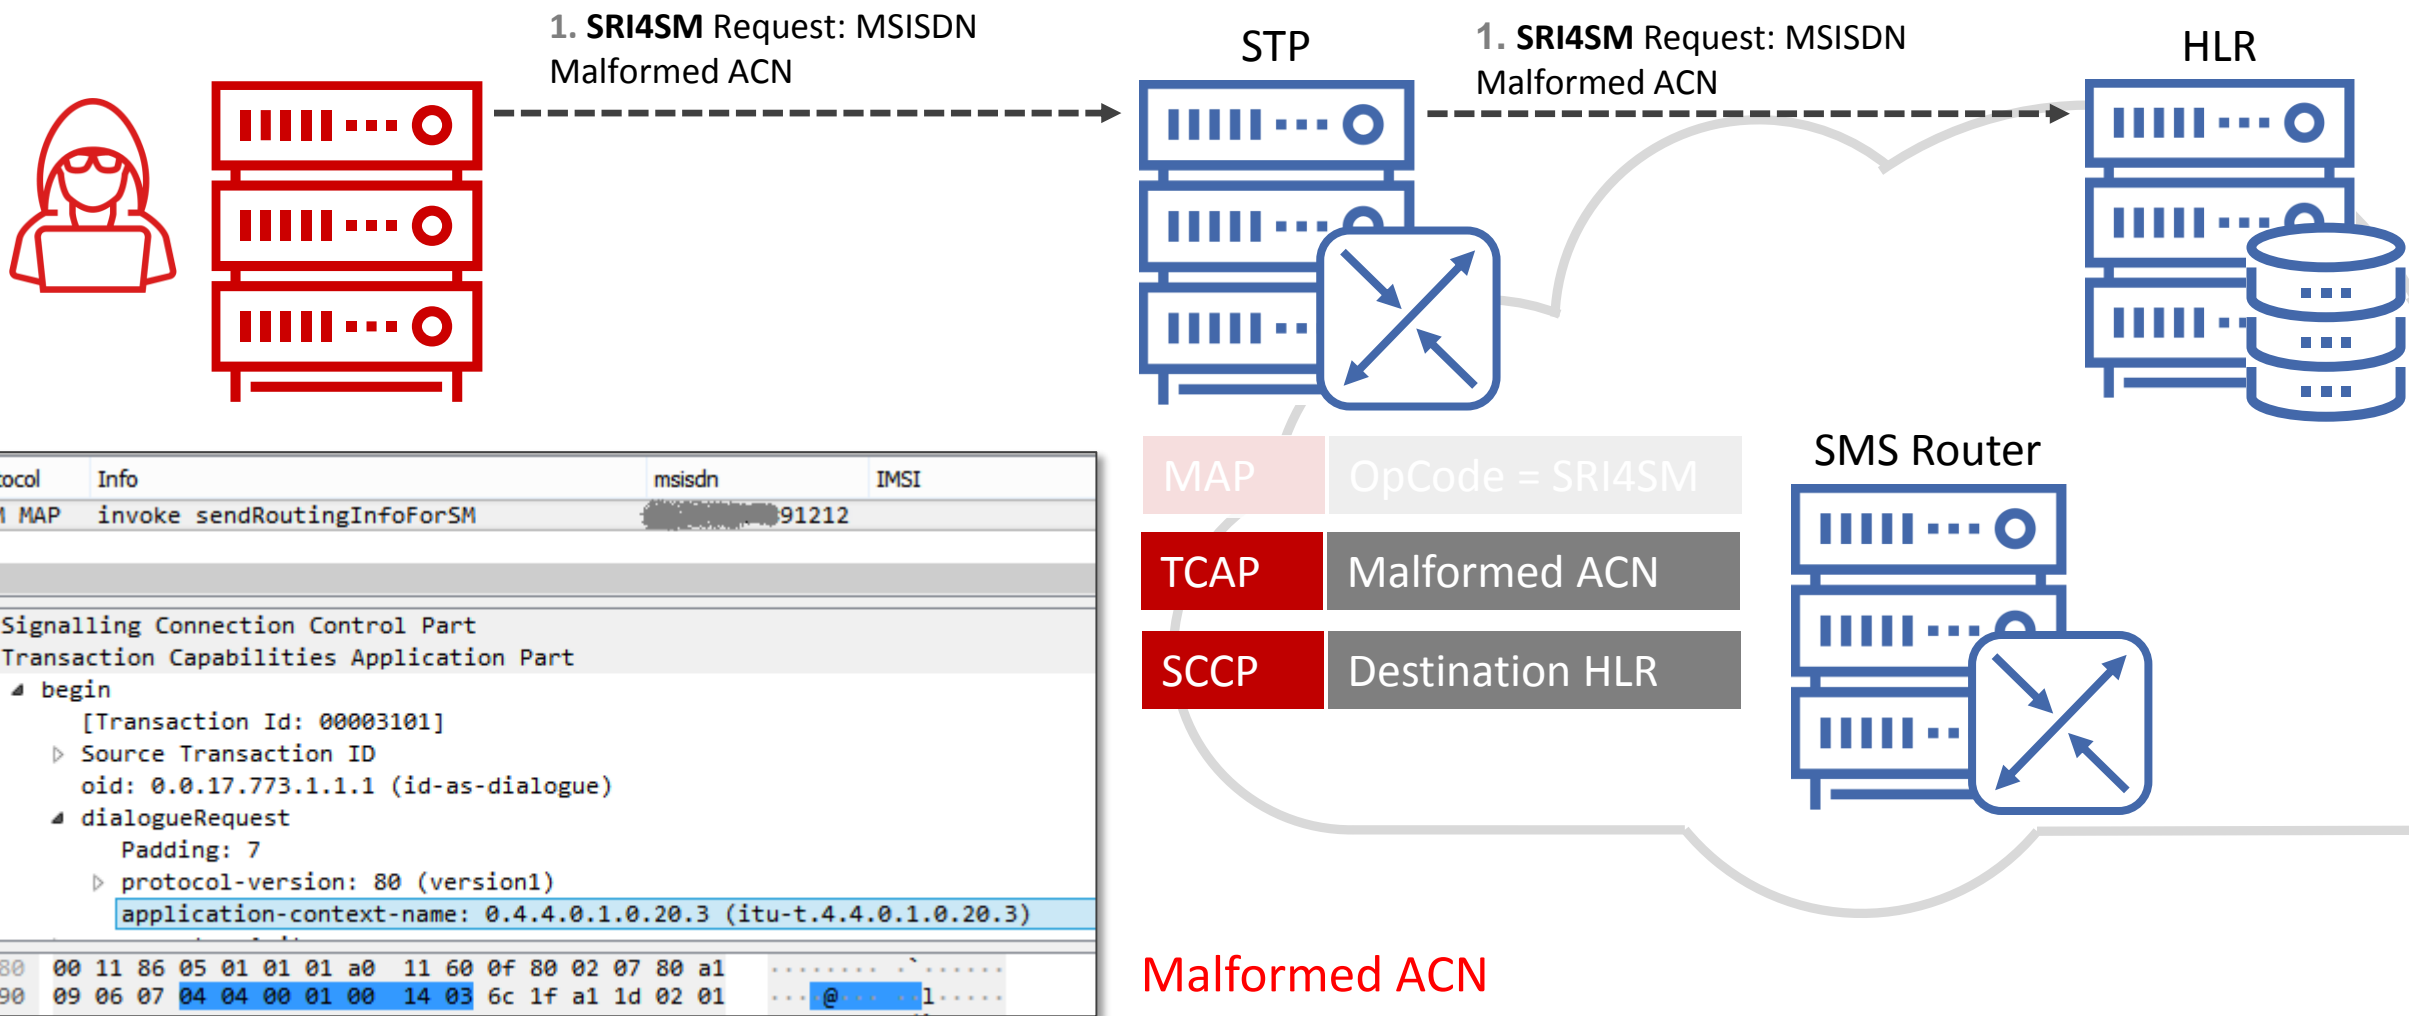 1. SRI4SM Request: MSISDN
Malformed ACN
STP
1. SRI4SM Request: MSISDN
Malformed ACN
HLR
MAP OpCode = SRI4SM
TCAP Malformed ACN
SCCP Destination HLR
SMS Router
tocol Info msisdn IMSI
MAP invoke sendRoutingInfoForSM 91212
Signalling Connection Control Part
Transaction Capabilities Application Part
begin
[Transaction Id: 00003101]
Source Transaction ID
oid: 0.0.17.773.1.1.1 (id-as-dialogue)
dialogueRequest
Padding: 7
protocol-version: 80 (version1)
application-context-name: 0.4.4.0.1.0.20.3 (itu-t.4.4.0.1.0.20.3)
80 00 11 86 05 01 01 01 a0 11 60 0f 80 02 07 80 a1 ........ .`......
90 09 06 07 04 04 00 01 00 14 03 6c 1f a1 1d 02 01 ....@... ..l.....
Malformed ACN